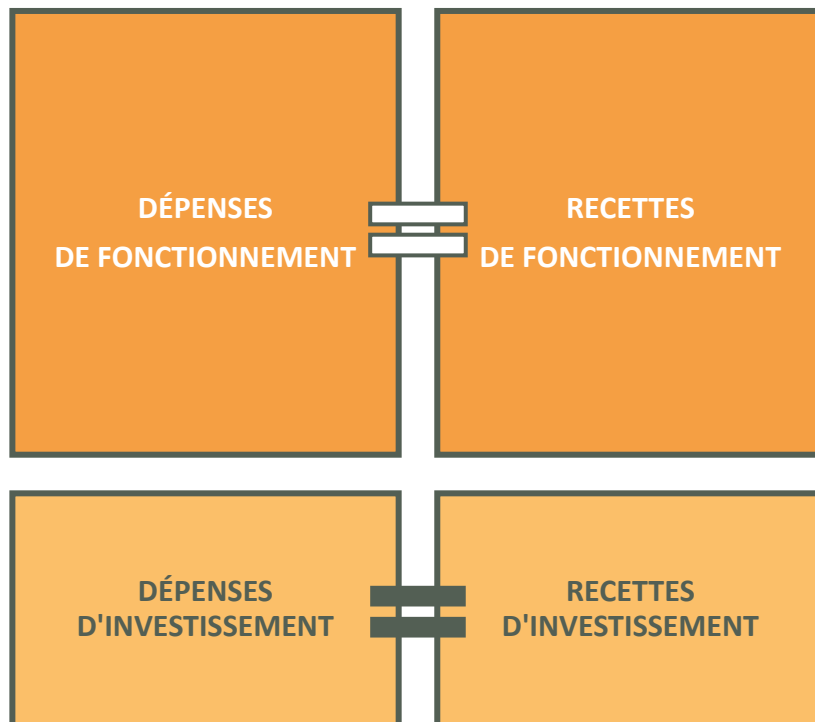 DÉPENSES
DE FONCTIONNEMENT
RECETTES
DE FONCTIONNEMENT
DÉPENSES
D'INVESTISSEMENT
RECETTES
D'INVESTISSEMENT